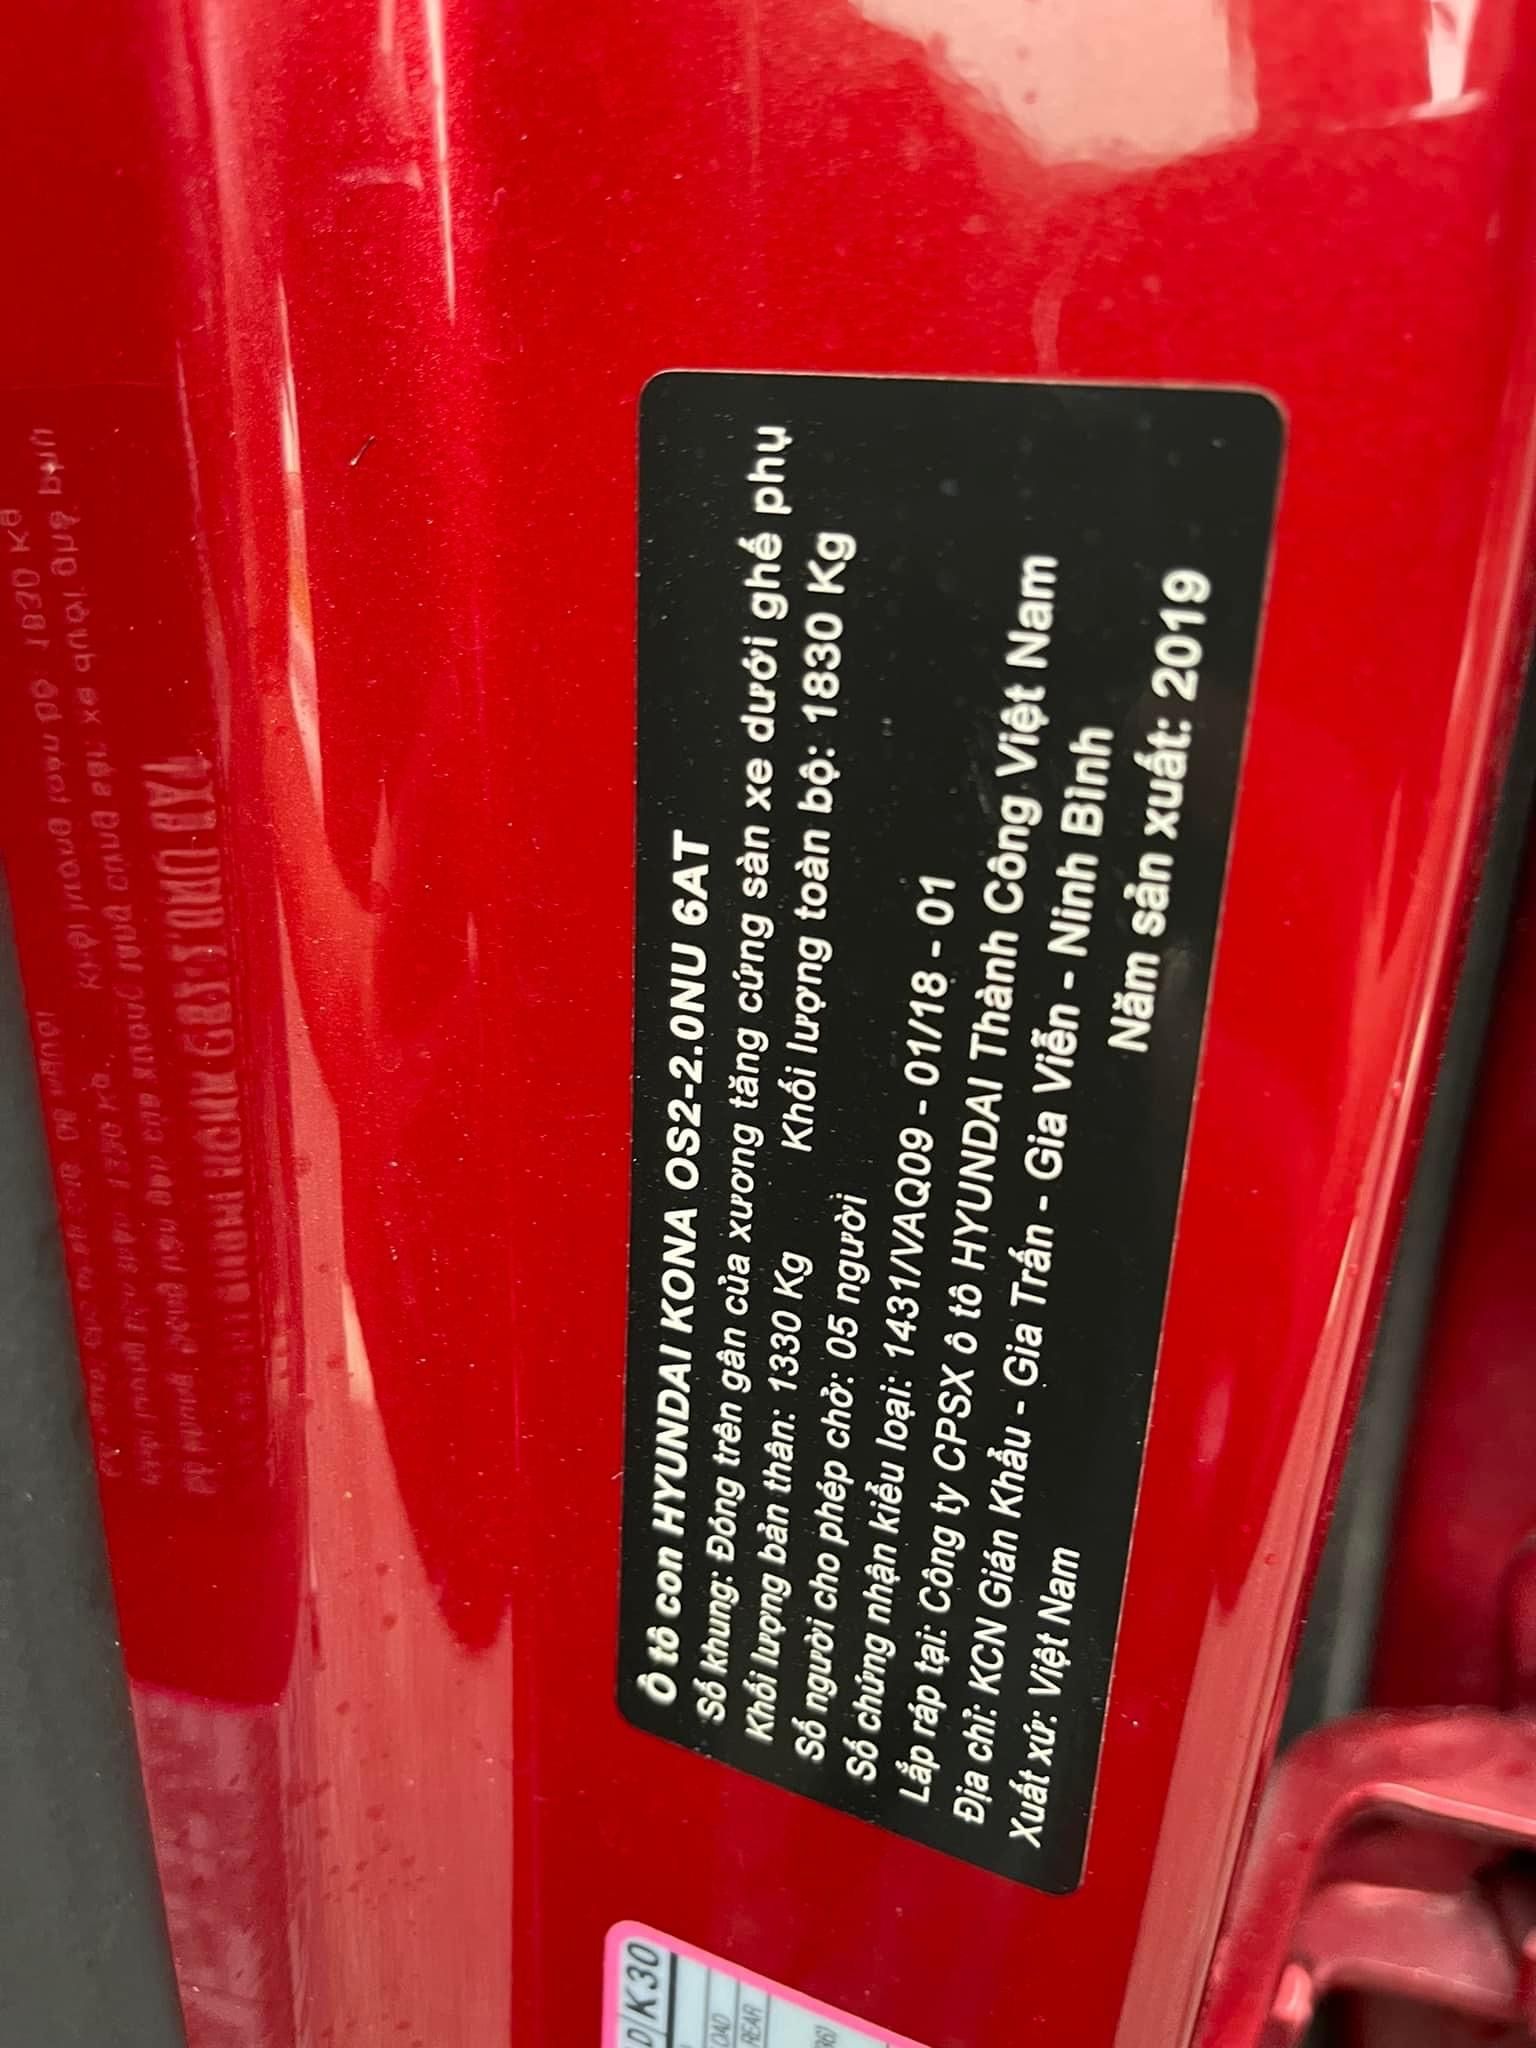 Ô tô con HYUNDAI KONA OS2-2.0NU 6AT
Số khung: Đóng trên gân của xương tăng cứng sàn xe dưới ghế phụ
Khối lượng bản thân: 1330 Kg Khối lượng toàn bộ: 1830 Kg
Số người cho phép chở: 05 người
Số chứng nhận kiểu loại: 1431/VAQ09 - 01/18 - 01
Lắp ráp tại: Công ty CPSX ô tô HYUNDAI Thành Công Việt Nam
Địa chỉ: KCN Gián Khẩu - Gia Trấn - Gia Viễn - Ninh Bình
Xuất xứ: Việt Nam Năm sản xuất: 2019
D K30
OAD
REAR